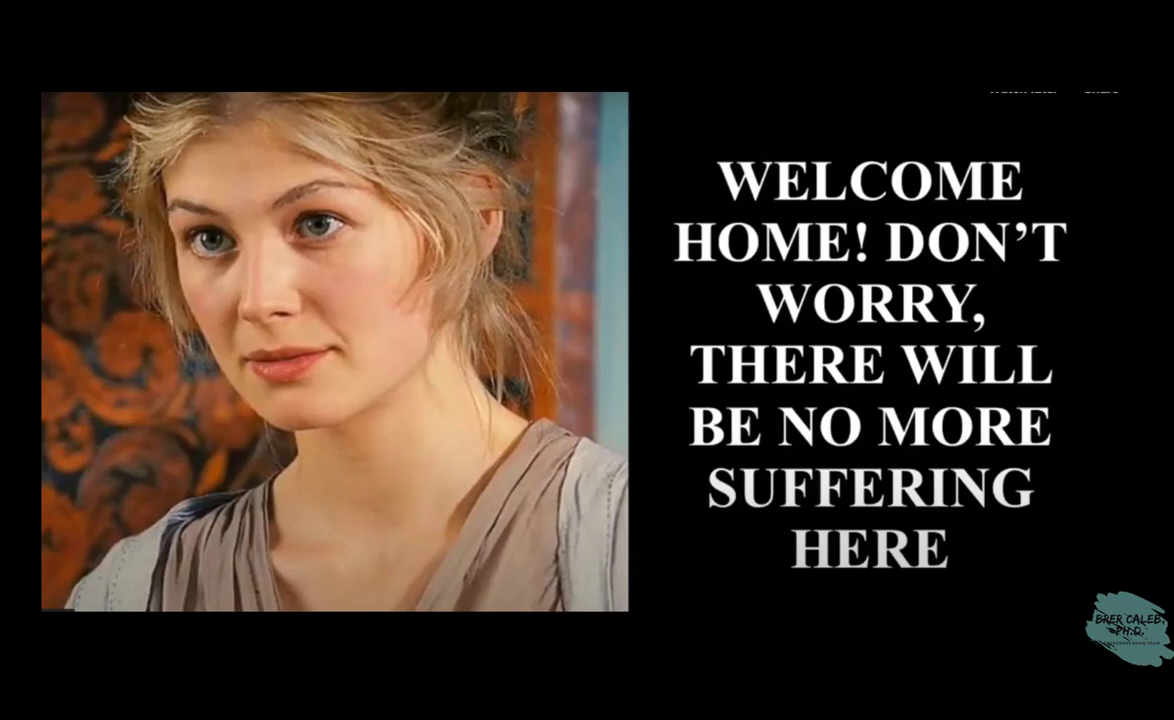 WELCOME
HOME! DON’T
WORRY,
THERE WILL
BE NO MORE
SUFFERING
HERE
BRER CALEB,
PH.D.